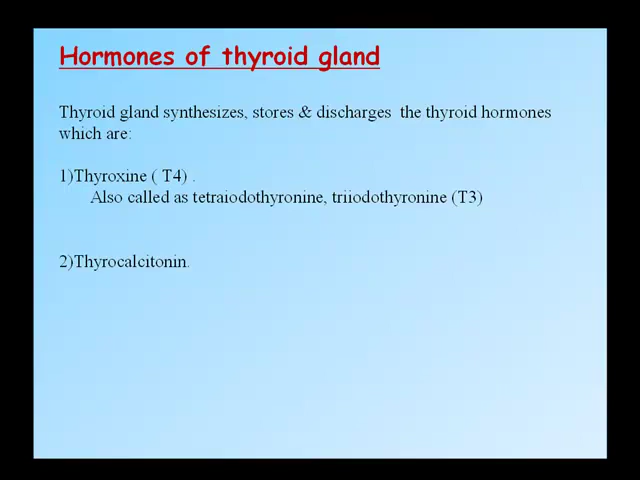 Hormones of thyroid gland
Thyroid gland synthesizes, stores & discharges the thyroid hormones
which are:
1)Thyroxine ( T4) .
Also called as tetraiodothyronine, triiodothyronine (T3)
2)Thyrocalcitonin.